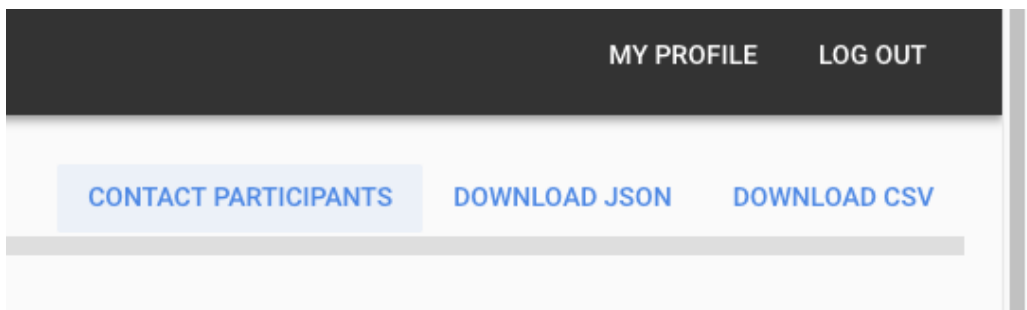 MY PROFILE LOG OUT
CONTACT PARTICIPANTS DOWNLOAD JSON DOWNLOAD CSV